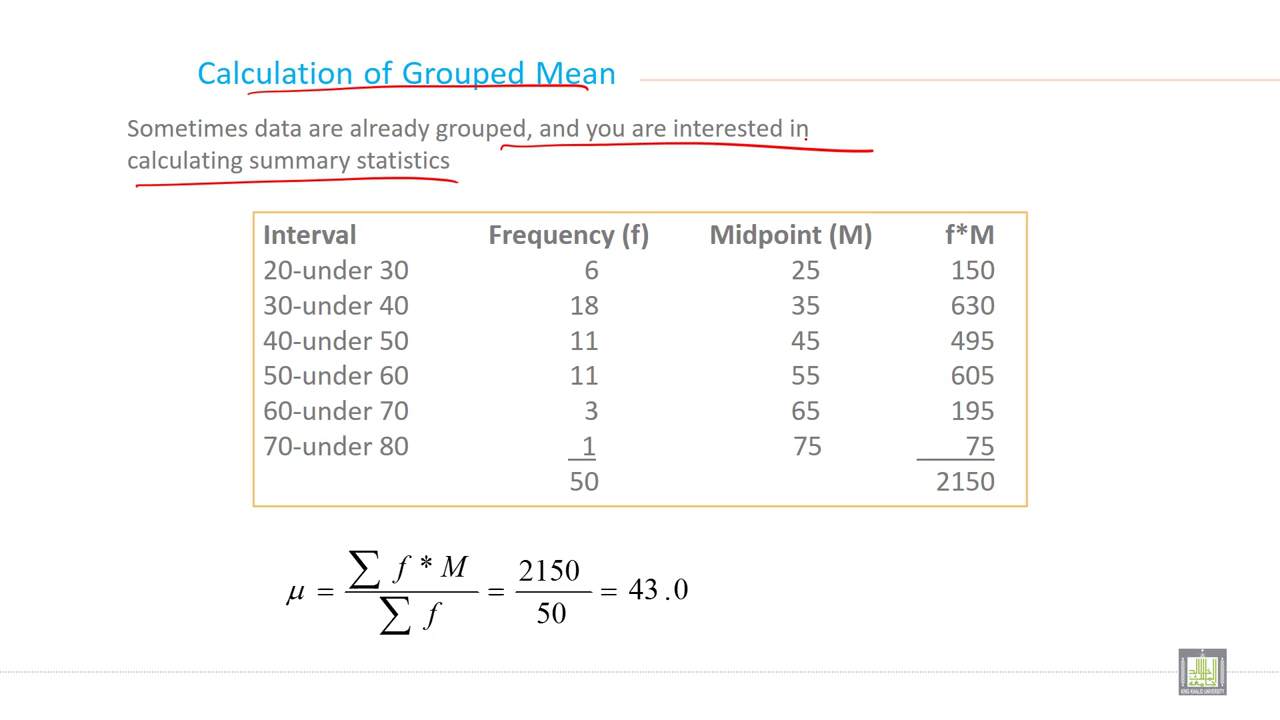 Calculation of Grouped Mean
Sometimes data are already grouped, and you are interested in
calculating summary statistics
Interval Frequency (f) Midpoint (M) f*M
20-under 30 6 25 150
30-under 40 18 35 630
40-under 50 11 45 495
50-under 60 11 55 605
60-under 70 3 65 195
70-under 80 1 75 75
50 2150
μ = ∑ f * M / ∑ f = 2150 / 50 = 43.0
KING KHALID UNIVERSITY